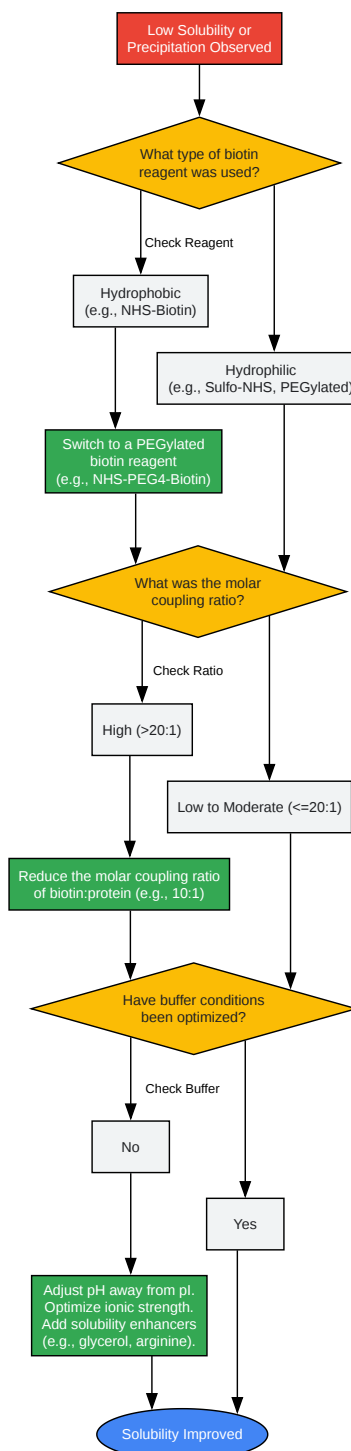 Low Solubility or
Precipitation Observed
What type of biotin
reagent was used?
Check Reagent
Hydrophobic
(e.g., NHS-Biotin)
Hydrophilic
(e.g., Sulfo-NHS, PEGylated)
Switch to a PEGylated
biotin reagent
(e.g., NHS-PEG4-Biotin)
What was the molar
coupling ratio?
Check Ratio
High (>20:1)
Low to Moderate (<=20:1)
Reduce the molar coupling ratio
of biotin:protein (e.g., 10:1)
Have buffer conditions
been optimized?
Check Buffer
No
Yes
Adjust pH away from pI.
Optimize ionic strength.
Add solubility enhancers
(e.g., glycerol, arginine).
Solubility Improved